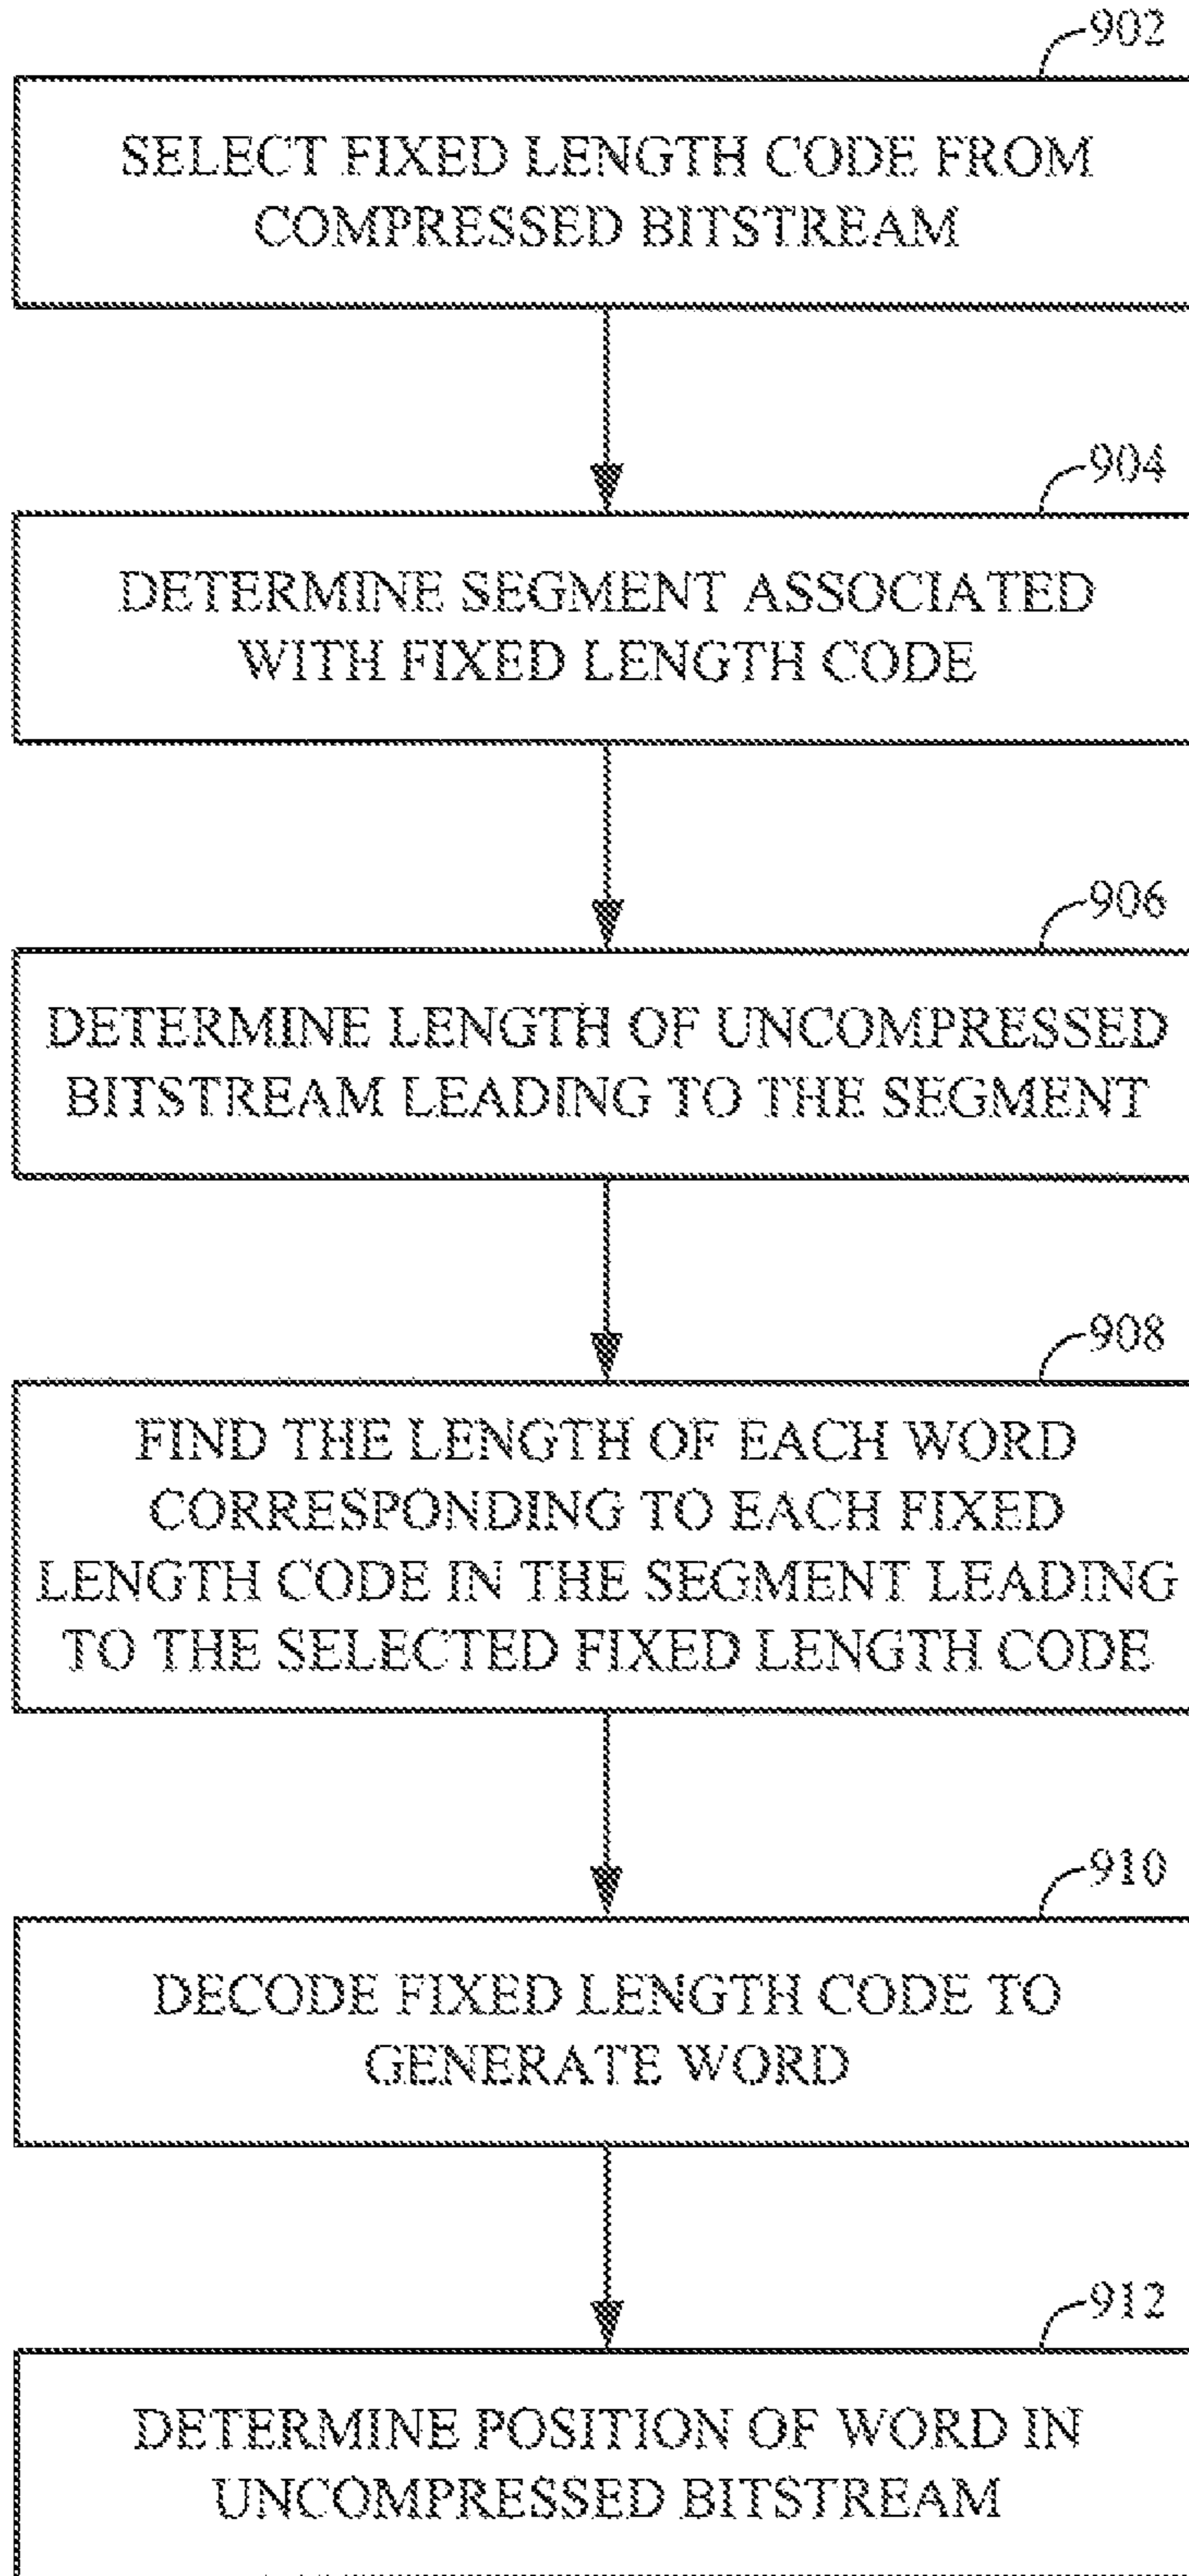 902
SELECT FIXED LENGTH CODE FROM
COMPRESSED BITSTREAM
904
DETERMINE SEGMENT ASSOCIATED
WITH FIXED LENGTH CODE
906
DETERMINE LENGTH OF UNCOMPRESSED
BITSTREAM LEADING TO THE SEGMENT
908
FIND THE LENGTH OF EACH WORD
CORRESPONDING TO EACH FIXED
LENGTH CODE IN THE SEGMENT LEADING
TO THE SELECTED FIXED LENGTH CODE
910
DECODE FIXED LENGTH CODE TO
GENERATE WORD
912
DETERMINE POSITION OF WORD IN
UNCOMPRESSED BITSTREAM